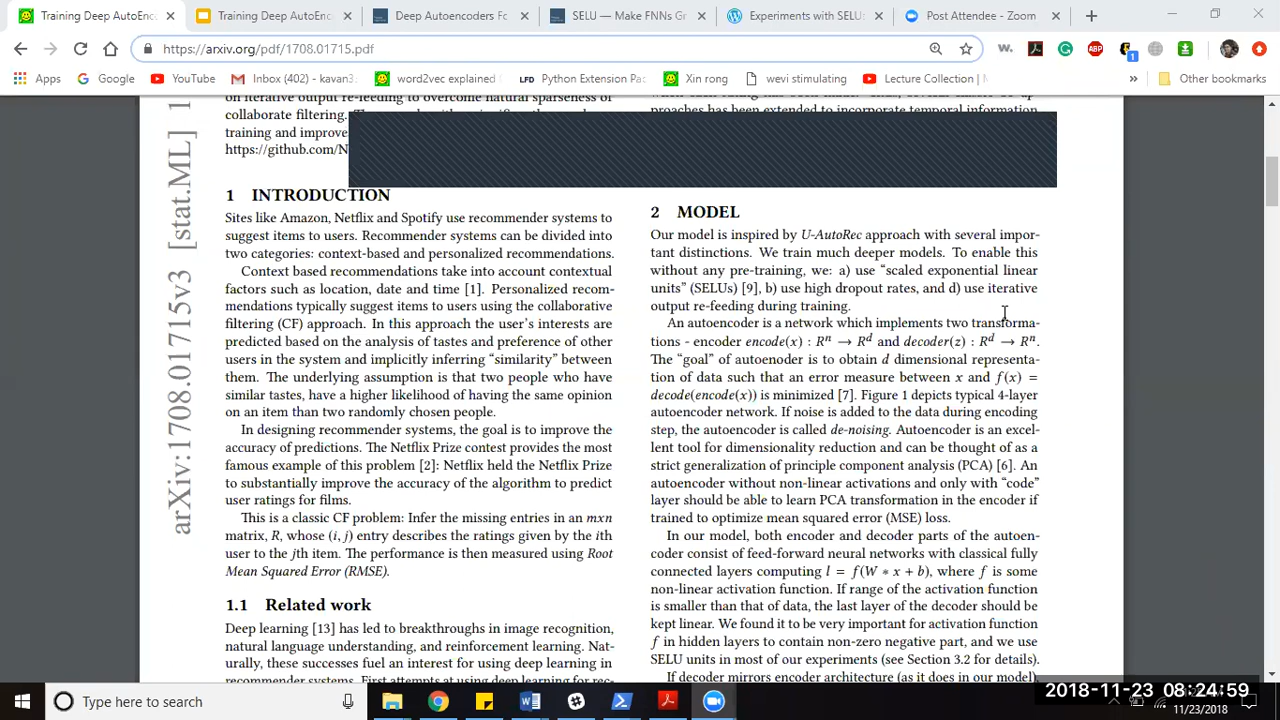 Training Deep AutoEn
Training Deep AutoEnc
Deep Autoencoders Fo
SELU — Make FNNs Gr
Experiments with SELUs
Post Attendee - Zoom
https://arxiv.org/pdf/1708.01715.pdf
w.
ABP
1
Apps
Google
YouTube
Inbox (402) - kavan3
word2vec explained
LFD Python Extension Pa
Xin rong
wevi stimulating
Lecture Collection |
»
Other bookmarks
arXiv:1708.01715v3 [stat.ML] 1
on iterative output re-feeding to overcome natural sparseness of
collaborate filtering.
training and improve
https://github.com/N
1 INTRODUCTION
Sites like Amazon, Netflix and Spotify use recommender systems to
suggest items to users. Recommender systems can be divided into
two categories: context-based and personalized recommendations.
Context based recommendations take into account contextual
factors such as location, date and time [1]. Personalized recom-
mendations typically suggest items to users using the collaborative
filtering (CF) approach. In this approach the user's interests are
predicted based on the analysis of tastes and preference of other
users in the system and implicitly inferring "similarity" between
them. The underlying assumption is that two people who have
similar tastes, have a higher likelihood of having the same opinion
on an item than two randomly chosen people.
In designing recommender systems, the goal is to improve the
accuracy of predictions. The Netflix Prize contest provides the most
famous example of this problem [2]: Netflix held the Netflix Prize
to substantially improve the accuracy of the algorithm to predict
user ratings for films.
This is a classic CF problem: Infer the missing entries in an mxn
matrix, R, whose (i, j) entry describes the ratings given by the ith
user to the jth item. The performance is then measured using Root
Mean Squared Error (RMSE).
1.1 Related work
Deep learning [13] has led to breakthroughs in image recognition,
natural language understanding, and reinforcement learning. Nat-
urally, these successes fuel an interest for using deep learning in
recommender systems. First attempts at using deep learning for rec-
proaches has been extended to incorporate temporal information
2 MODEL
Our model is inspired by U-AutoRec approach with several impor-
tant distinctions. We train much deeper models. To enable this
without any pre-training, we: a) use "scaled exponential linear
units" (SELUs) [9], b) use high dropout rates, and d) use iterative
output re-feeding during training.
An autoencoder is a network which implements two transforma-
tions - encoder encode(x) : Rⁿ → Rᵈ and decoder(z) : Rᵈ → Rⁿ.
The "goal" of autoenoder is to obtain d dimensional representa-
tion of data such that an error measure between x and f(x) =
decode(encode(x)) is minimized [7]. Figure 1 depicts typical 4-layer
autoencoder network. If noise is added to the data during encoding
step, the autoencoder is called de-noising. Autoencoder is an excel-
lent tool for dimensionality reduction and can be thought of as a
strict generalization of principle component analysis (PCA) [6]. An
autoencoder without non-linear activations and only with "code"
layer should be able to learn PCA transformation in the encoder if
trained to optimize mean squared error (MSE) loss.
In our model, both encoder and decoder parts of the autoen-
coder consist of feed-forward neural networks with classical fully
connected layers computing l = f(W ∗ x + b), where f is some
non-linear activation function. If range of the activation function
is smaller than that of data, the last layer of the decoder should be
kept linear. We found it to be very important for activation function
f in hidden layers to contain non-zero negative part, and we use
SELU units in most of our experiments (see Section 3.2 for details).
If decoder mirrors encoder architecture (as it does in our model),
Type here to search
2018-11-23 08:24:59
11/23/2018